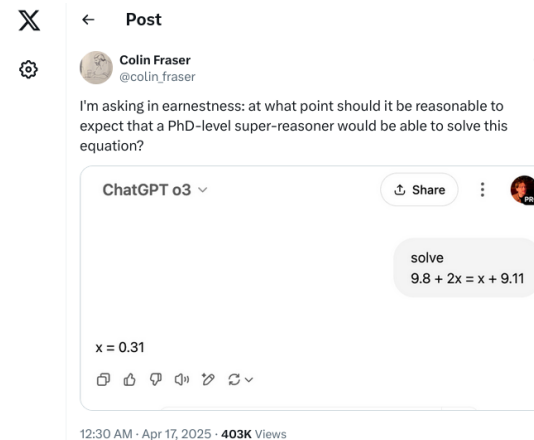 Post
Colin Fraser
@colin_fraser
I'm asking in earnestness: at what point should it be reasonable to
expect that a PhD-level super-reasoner would be able to solve this
equation?
ChatGPT o3
Share
PRO
solve
9.8 + 2x = x + 9.11
x = 0.31
12:30 AM · Apr 17, 2025 · 403K Views